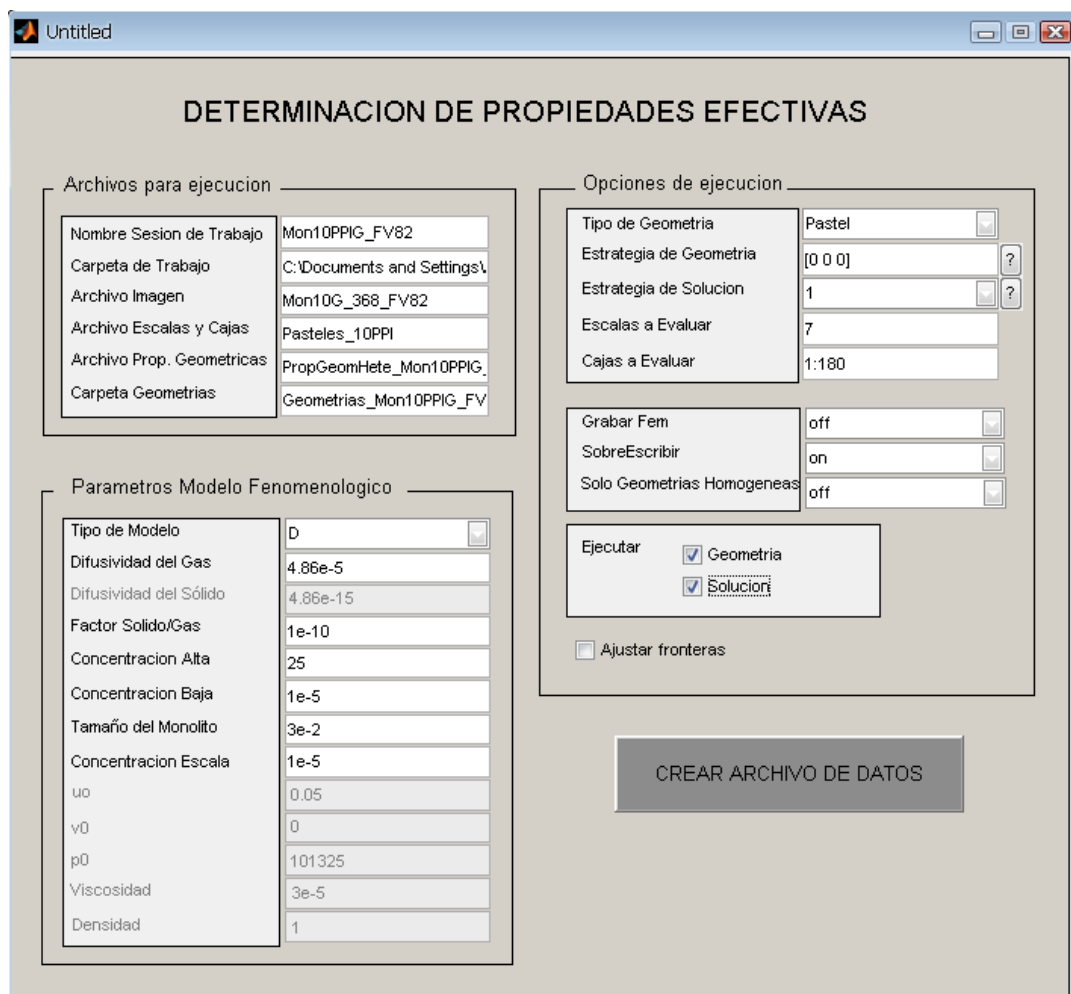 Untitled
DETERMINACION DE PROPIEDADES EFECTIVAS
Archivos para ejecucion
Nombre Sesion de Trabajo Mon10PPIG_FV82
Carpeta de Trabajo C:\Documents and Settings\
Archivo Imagen Mon10G_368_FV82
Archivo Escalas y Cajas Pasteles_10PPI
Archivo Prop. Geometricas PropGeomHete_Mon10PPIG_
Carpeta Geometrias Geometrias_Mon10PPIG_FV
Parametros Modelo Fenomenologico
Tipo de Modelo D
Difusividad del Gas 4.86e-5
Difusividad del Sólido 4.86e-15
Factor Solido/Gas 1e-10
Concentracion Alta 25
Concentracion Baja 1e-5
Tamaño del Monolito 3e-2
Concentracion Escala 1e-5
uo 0.05
v0 0
p0 101325
Viscosidad 3e-5
Densidad 1
Opciones de ejecucion
Tipo de Geometria Pastel
Estrategia de Geometria [0 0 0] ?
Estrategia de Solucion 1 ?
Escalas a Evaluar 7
Cajas a Evaluar 1:180
Grabar Fem off
SobreEscribir on
Solo Geometrias Homogeneas off
Ejecutar Geometria
Solucion
Ajustar fronteras
CREAR ARCHIVO DE DATOS